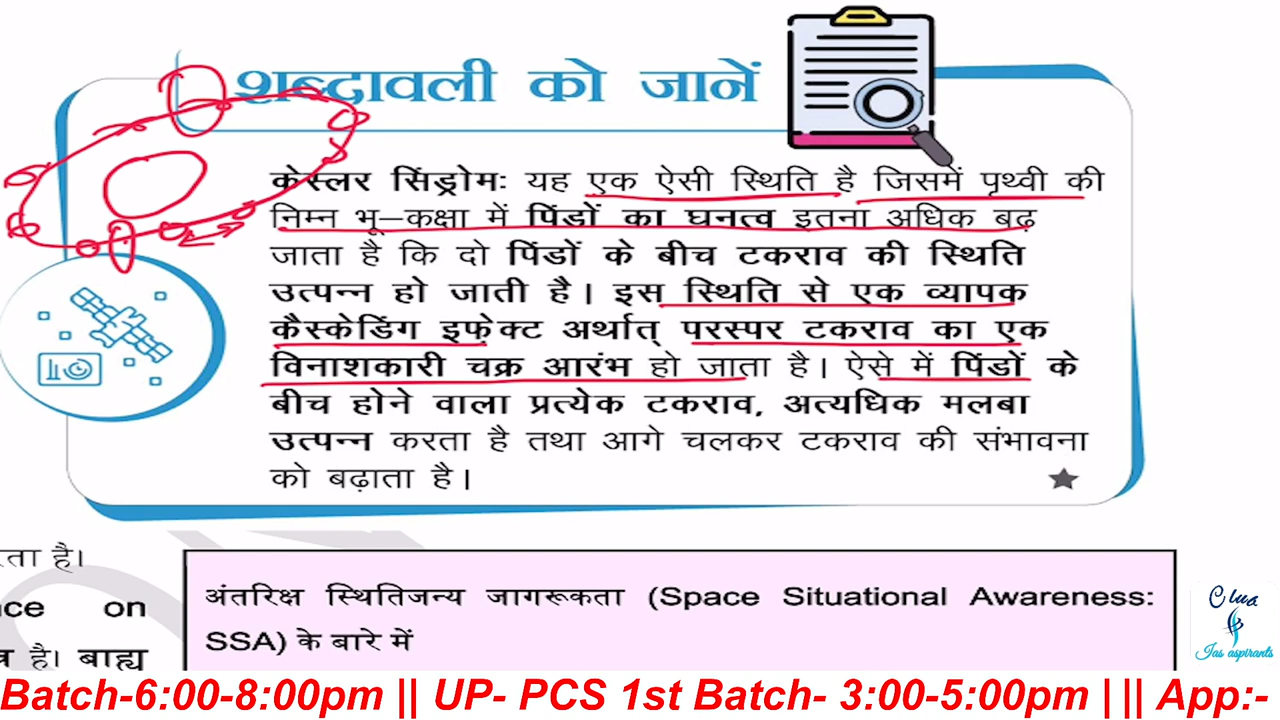 शब्दावली को जानें
केस्लर सिंड्रोमः यह एक ऐसी स्थिति है जिसमें पृथ्वी की
निम्न भू–कक्षा में पिंडों का घनत्व इतना अधिक बढ़
जाता है कि दो पिंडों के बीच टकराव की स्थिति
उत्पन्न हो जाती है। इस स्थिति से एक व्यापक
कैस्केडिंग इफ़ेक्ट अर्थात् परस्पर टकराव का एक
विनाशकारी चक्र आरंभ हो जाता है। ऐसे में पिंडों के
बीच होने वाला प्रत्येक टकराव, अत्यधिक मलबा
उत्पन्न करता है तथा आगे चलकर टकराव की संभावना
को बढ़ाता है।
रता है।
nce on
है। बाह्य
अंतरिक्ष स्थितिजन्य जागरूकता (Space Situational Awareness:
SSA) के बारे में
Clue
Ias aspirants
Batch-6:00-8:00pm || UP- PCS 1st Batch- 3:00-5:00pm | || App:-